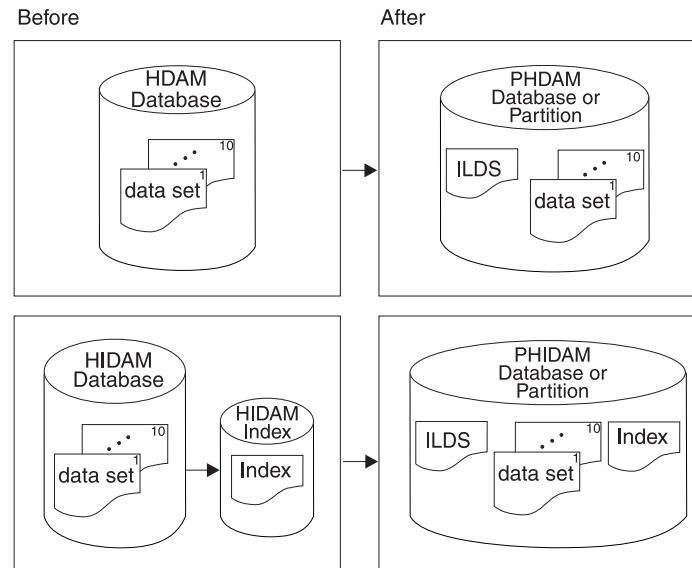 Before
After
HDAM
Database
10
1
data set
PHDAM
Database or
Partition
ILDS
10
1
data set
HIDAM
Database
10
1
data set
HIDAM
Index
Index
PHIDAM
Database or
Partition
ILDS
10
1
data set
Index